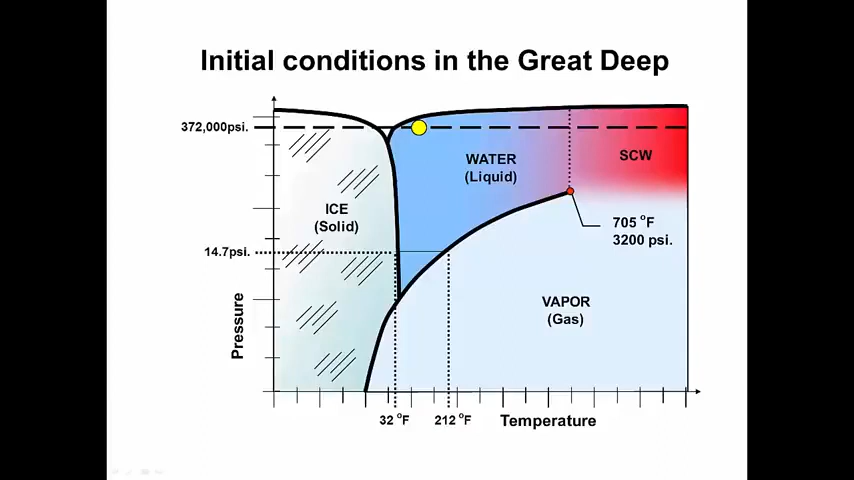 Initial conditions in the Great Deep
372,000psi.
WATER
(Liquid)
SCW
ICE
(Solid)
705 °F
3200 psi.
14.7psi.
VAPOR
(Gas)
Pressure
32 °F
212 °F
Temperature